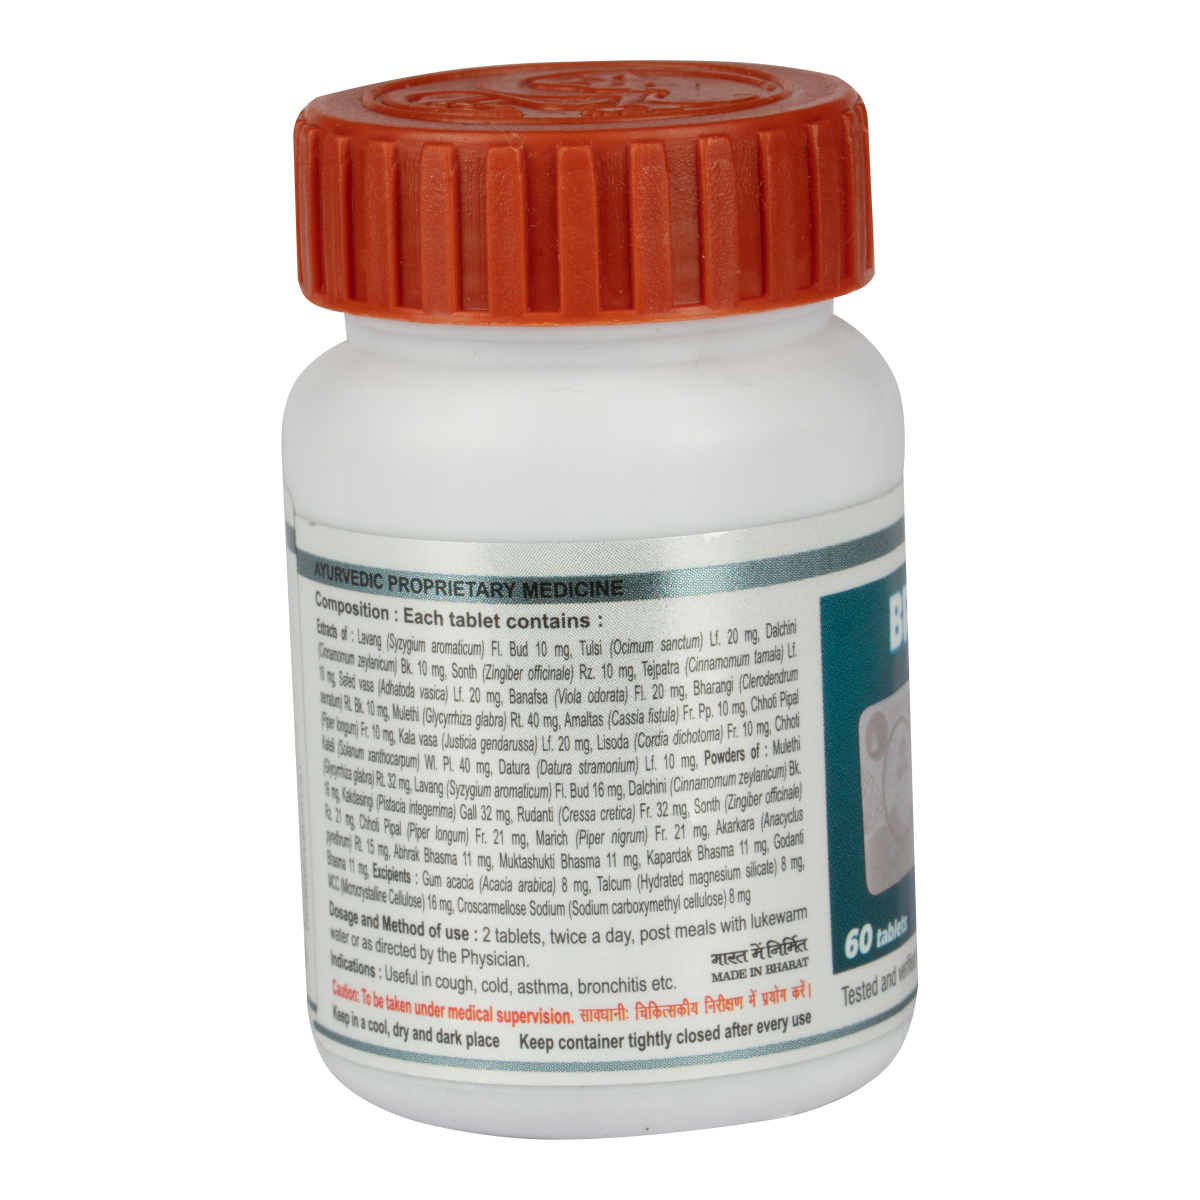 AYURVEDIC PROPRIETARY MEDICINE
Composition : Each tablet contains :
Extracts of : Lavang (Syzygium aromaticum) Fl. Bud 10 mg, Tulsi (Ocimum sanctum) Lf. 20 mg, Dalchini
(Cinnamomum zeylanicum) Bk. 10 mg, Sonth (Zingiber officinale) Rz. 10 mg, Tejpatra (Cinnamomum tamala) Lf.
10 mg, Safed vasa (Adhatoda vasica) Lf. 20 mg, Banafsa (Viola odorata) Fl. 20 mg, Bharangi (Clerodendrum
serratum) Rt. Bk. 10 mg, Mulethi (Glycyrrhiza glabra) Rt. 40 mg, Amaltas (Cassia fistula) Fr. Pp. 10 mg, Chhoti Pipal
(Piper longum) Fr. 10 mg, Kala vasa (Justicia gendarussa) Lf. 20 mg, Lisoda (Cordia dichotoma) Fr. 10 mg, Chhoti
Kateli (Solanum xanthocarpum) Wl. Pl. 40 mg, Datura (Datura stramonium) Lf. 10 mg, Powders of : Mulethi
(Glycyrrhiza glabra) Rt. 32 mg, Lavang (Syzygium aromaticum) Fl. Bud 16 mg, Dalchini (Cinnamomum zeylanicum) Bk.
16 mg, Kakdasingi (Pistacia integerrima) Gall 32 mg, Rudanti (Cressa cretica) Fr. 32 mg, Sonth (Zingiber officinale)
Rz. 21 mg, Chhoti Pipal (Piper longum) Fr. 21 mg, Marich (Piper nigrum) Fr. 21 mg, Akarkara (Anacyclus
pyrethrum) Rt. 15 mg, Abhrak Bhasma 11 mg, Muktashukti Bhasma 11 mg, Kapardak Bhasma 11 mg, Godanti
Bhasma 11 mg, Excipients : Gum acacia (Acacia arabica) 8 mg, Talcum (Hydrated magnesium silicate) 8 mg,
MCC (Microcrystaline Cellulose) 16 mg, Croscarmellose Sodium (Sodium carboxymethyl cellulose) 8 mg
Dosage and Method of use : 2 tablets, twice a day, post meals with lukewarm
water or as directed by the Physician.
भारत में निर्मित
MADE IN BHARAT
Indications : Useful in cough, cold, asthma, bronchitis etc.
Caution: To be taken under medical supervision. सावधानीः चिकित्सकीय निरीक्षण में प्रयोग करें।
Keep in a cool, dry and dark place Keep container tightly closed after every use
60 tablets
Tested and